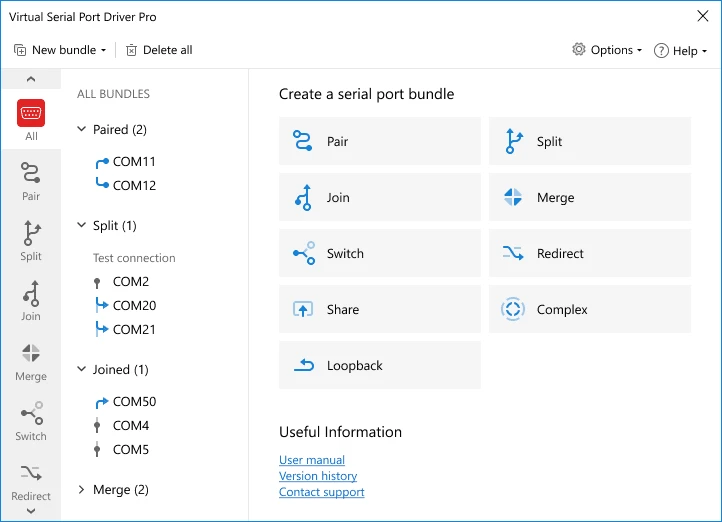 Virtual Serial Port Driver Pro
New bundle
Delete all
Options
Help
All
Pair
Split
Join
Merge
Switch
Redirect
ALL BUNDLES
Paired (2)
COM11
COM12
Split (1)
Test connection
COM2
COM20
COM21
Joined (1)
COM50
COM4
COM5
Merge (2)
Create a serial port bundle
Pair
Split
Join
Merge
Switch
Redirect
Share
Complex
Loopback
Useful Information
User manual
Version history
Contact support